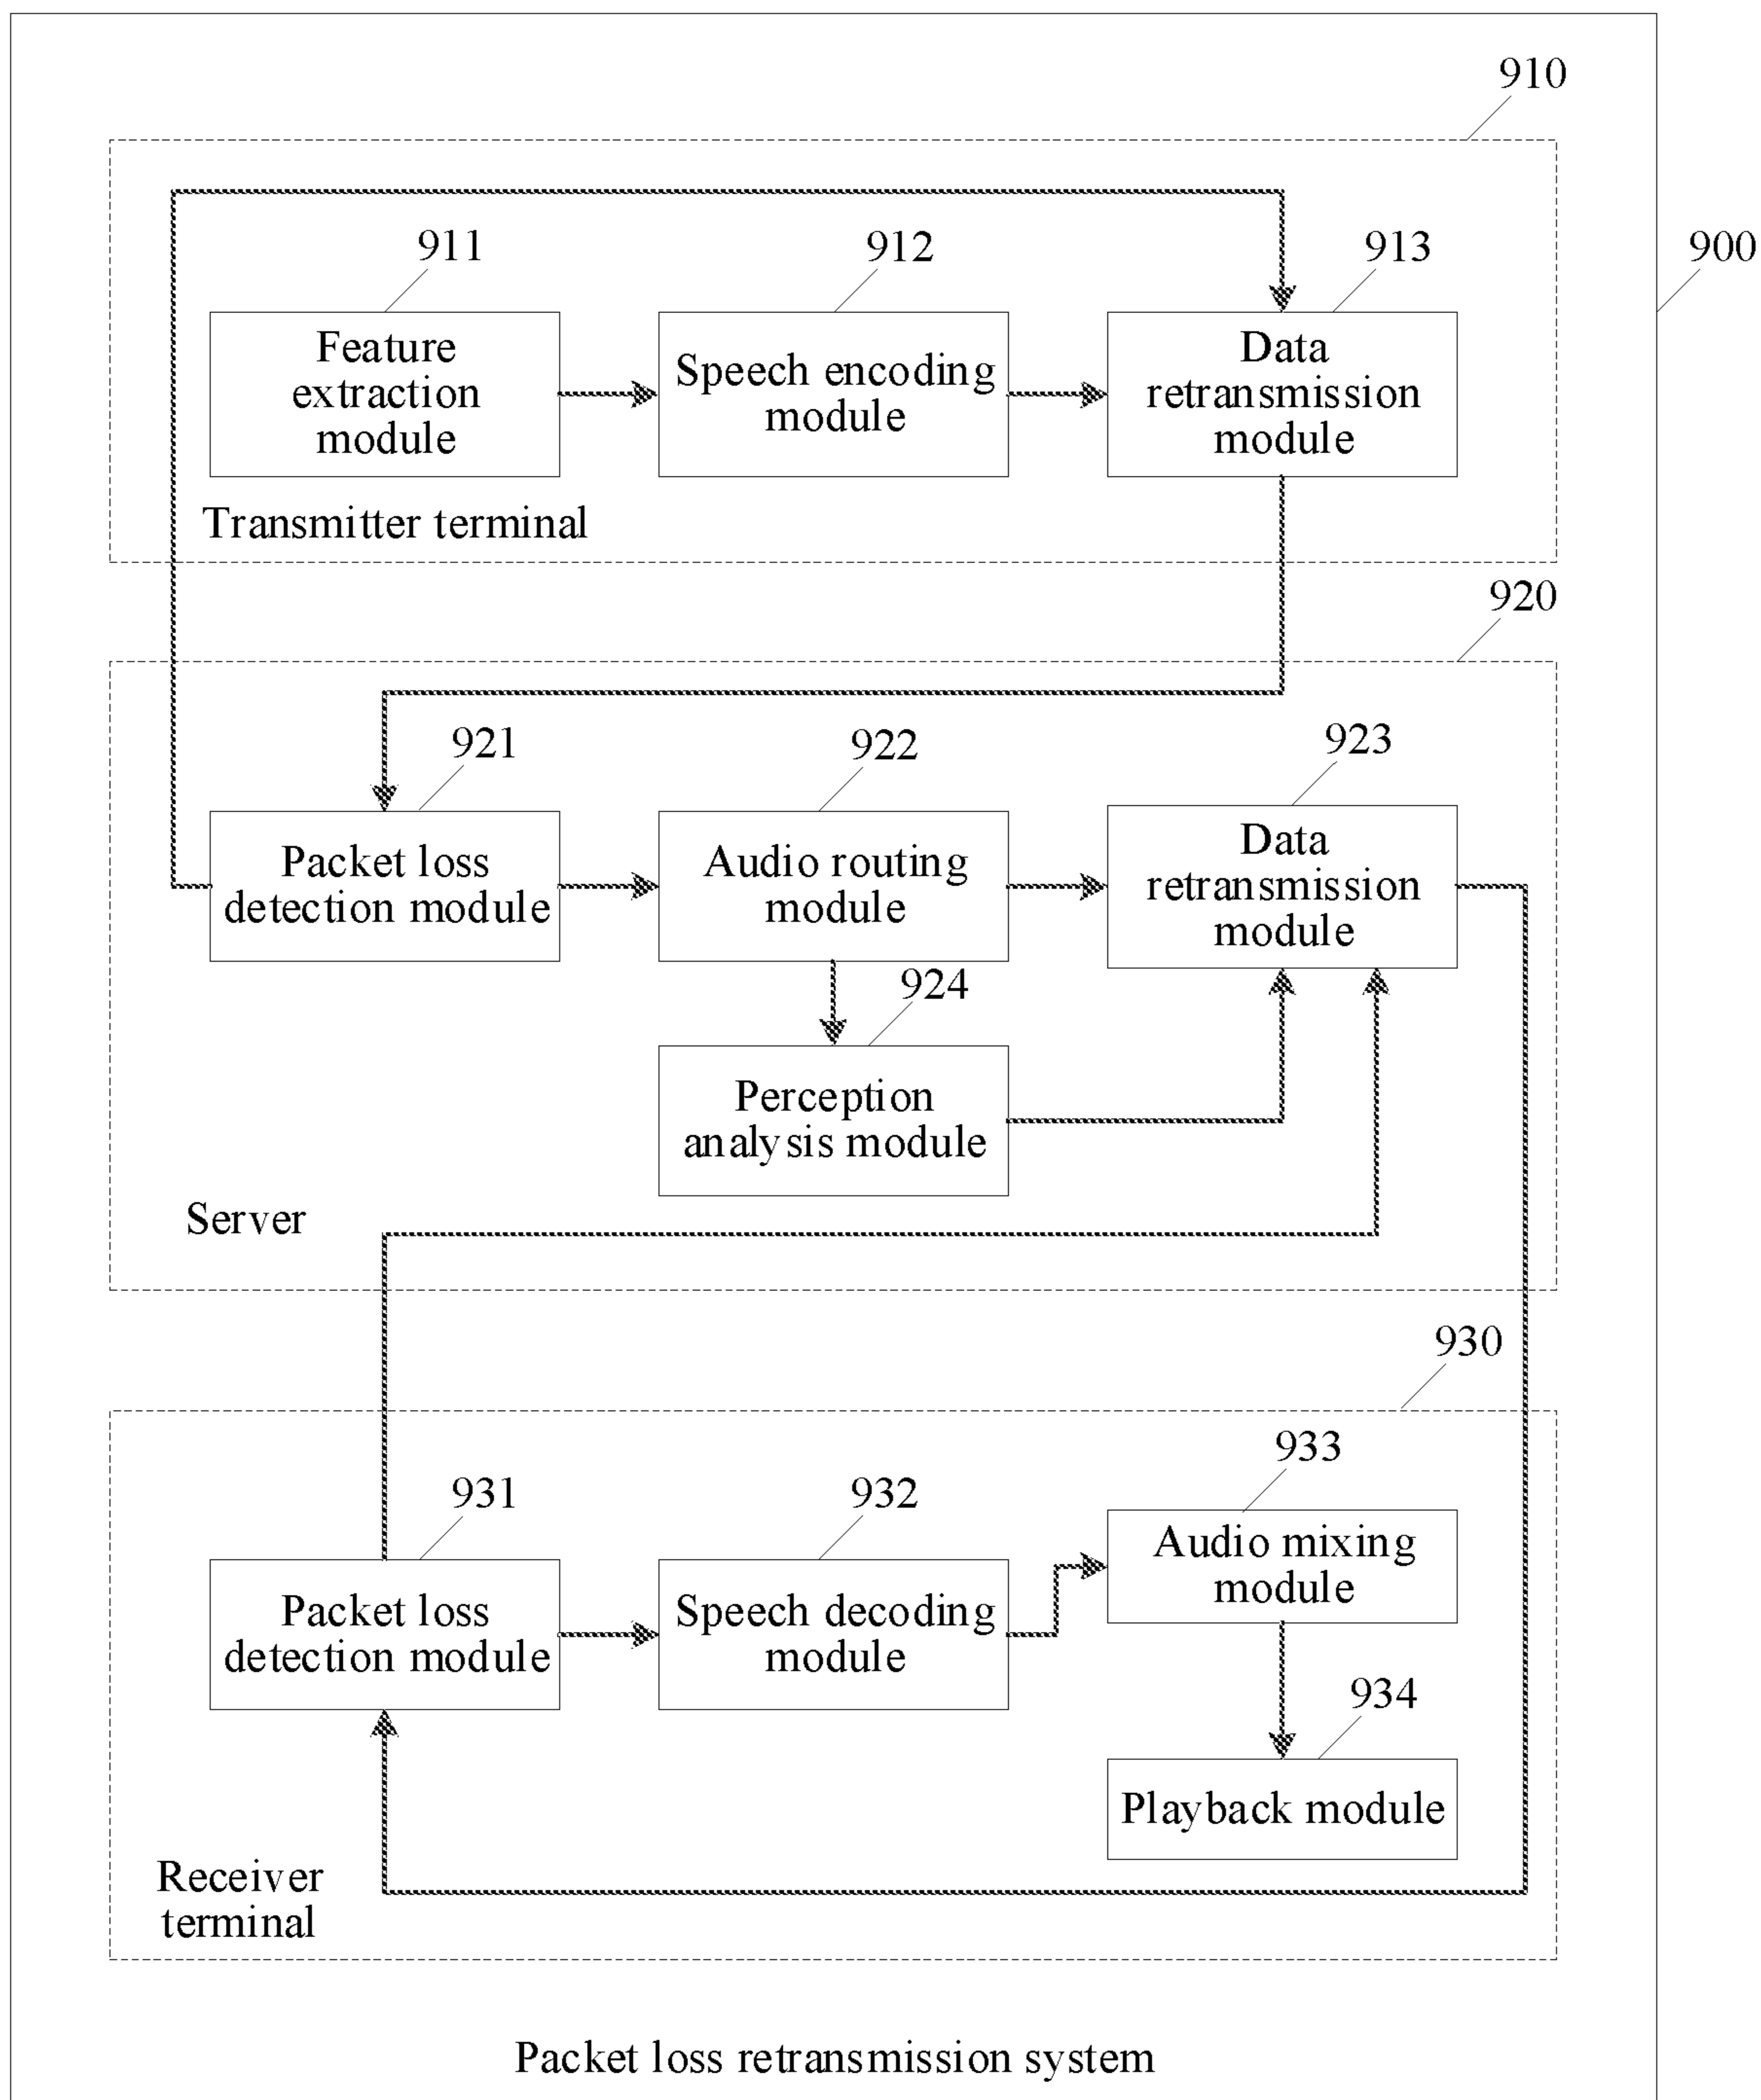 910
911
912
913
900
Feature
extraction
module
Speech encoding
module
Data
retransmission
module
Transmitter terminal
920
921
922
923
Packet loss
detection module
Audio routing
module
Data
retransmission
module
924
Perception
analysis module
Server
930
931
932
933
Packet loss
detection module
Speech decoding
module
Audio mixing
module
934
Playback module
Receiver
terminal
Packet loss retransmission system